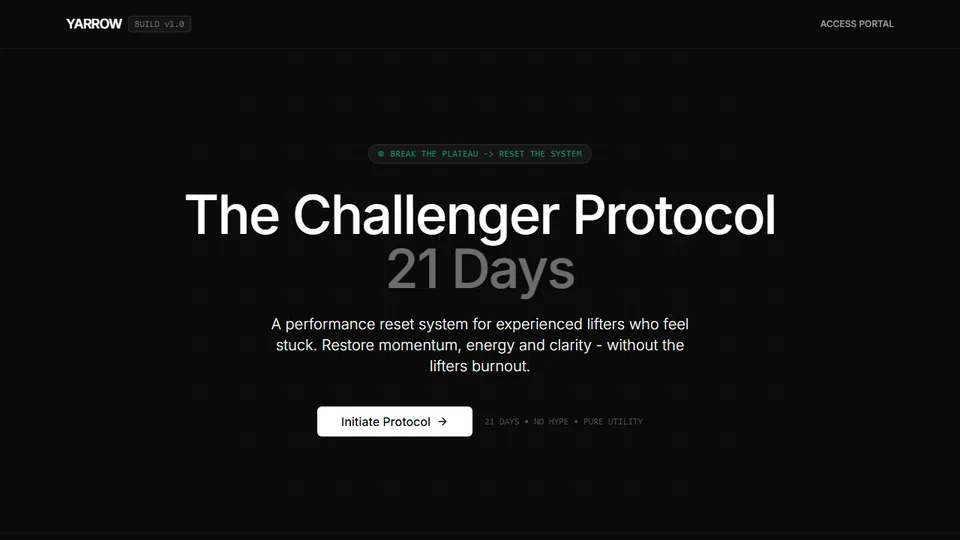 YARROW BUILD v1.0 ACCESS PORTAL
BREAK THE PLATEAU -> RESET THE SYSTEM
The Challenger Protocol
21 Days
A performance reset system for experienced lifters who feel
stuck. Restore momentum, energy and clarity - without the
lifters burnout.
Initiate Protocol → 21 DAYS • NO HYPE • PURE UTILITY